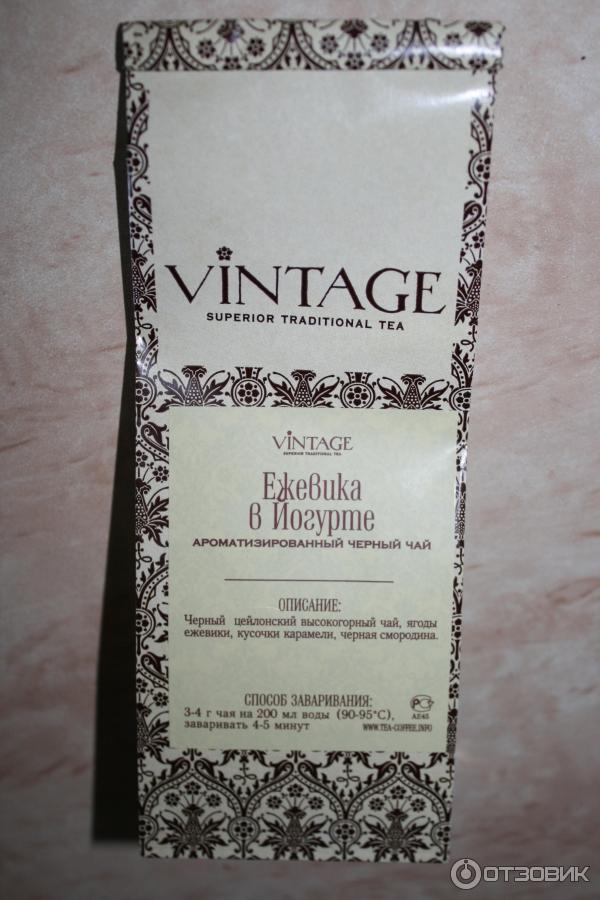 VINTAGE
SUPERIOR TRADITIONAL TEA
VINTAGE
SUPERIOR TRADITIONAL TEA
Ежевика
в Йогурте
АРОМАТИЗИРОВАННЫЙ ЧЕРНЫЙ ЧАЙ
ОПИСАНИЕ:
Черный цейлонский высокогорный чай, ягоды
ежевики, кусочки карамели, черная смородина.
СПОСОБ ЗАВАРИВАНИЯ:
3-4 г чая на 200 мл воды (90-95°C),
заваривать 4-5 минут
РСТ
АЕ45
WWW.TEA-COFFEE.INFO
ОТЗОВИК